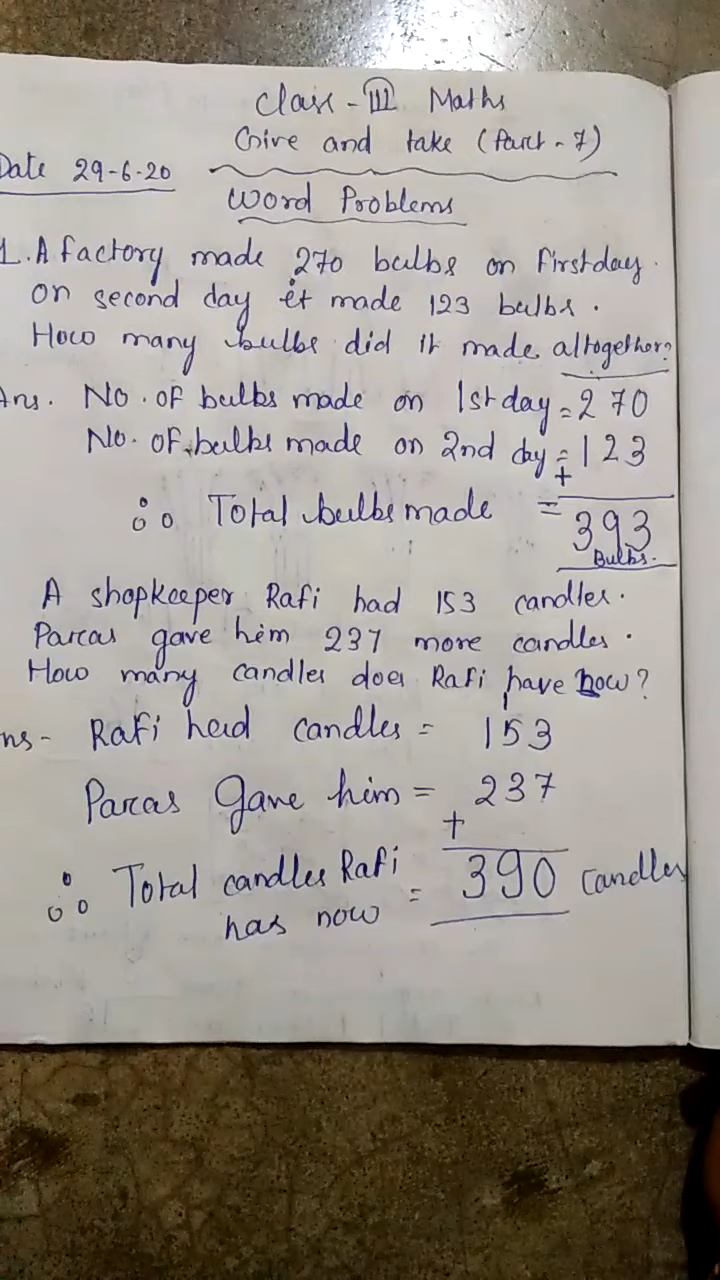 Class - III Maths
Give and take (Part - 7)
Date 29-6-20
Word Problems
1. A factory made 270 bulbs on first day.
On second day it made 123 bulbs.
How many bulbs did it made altogether?
Ans. No. of bulbs made on 1st day = 270
No. of bulbs made on 2nd day = + 123
∴ Total bulbs made = 393
Bulbs.
A shopkeeper Rafi had 153 candles.
Paras gave him 237 more candles.
How many candles does Rafi have now?
1
ns - Rafi had candles = 153
Paras Gave him = 237
+
∴ Total candles Rafi = 390 Candles
has now